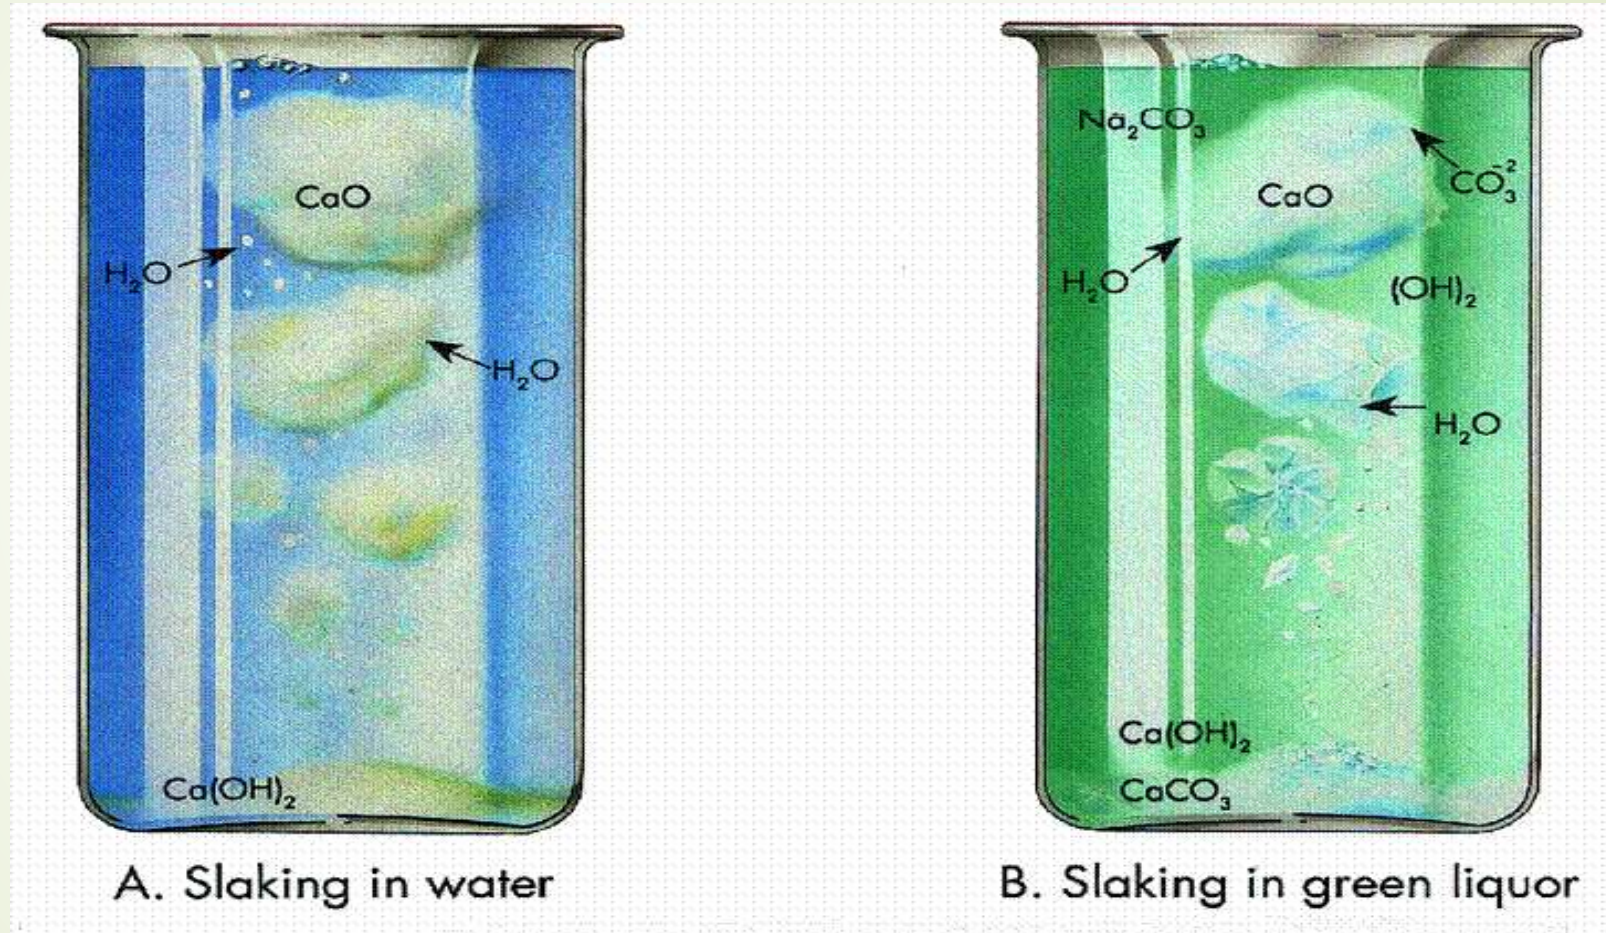 CaO
H₂O
H₂O
Ca(OH)₂
A. Slaking in water
Na₂CO₃
CO₃⁻²
CaO
H₂O
(OH)₂
H₂O
Ca(OH)₂
CaCO₃
B. Slaking in green liquor